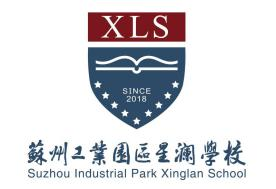 XLS
SINCE
2018
蘇州工業園區星瀾學校
Suzhou Industrial Park Xinglan School